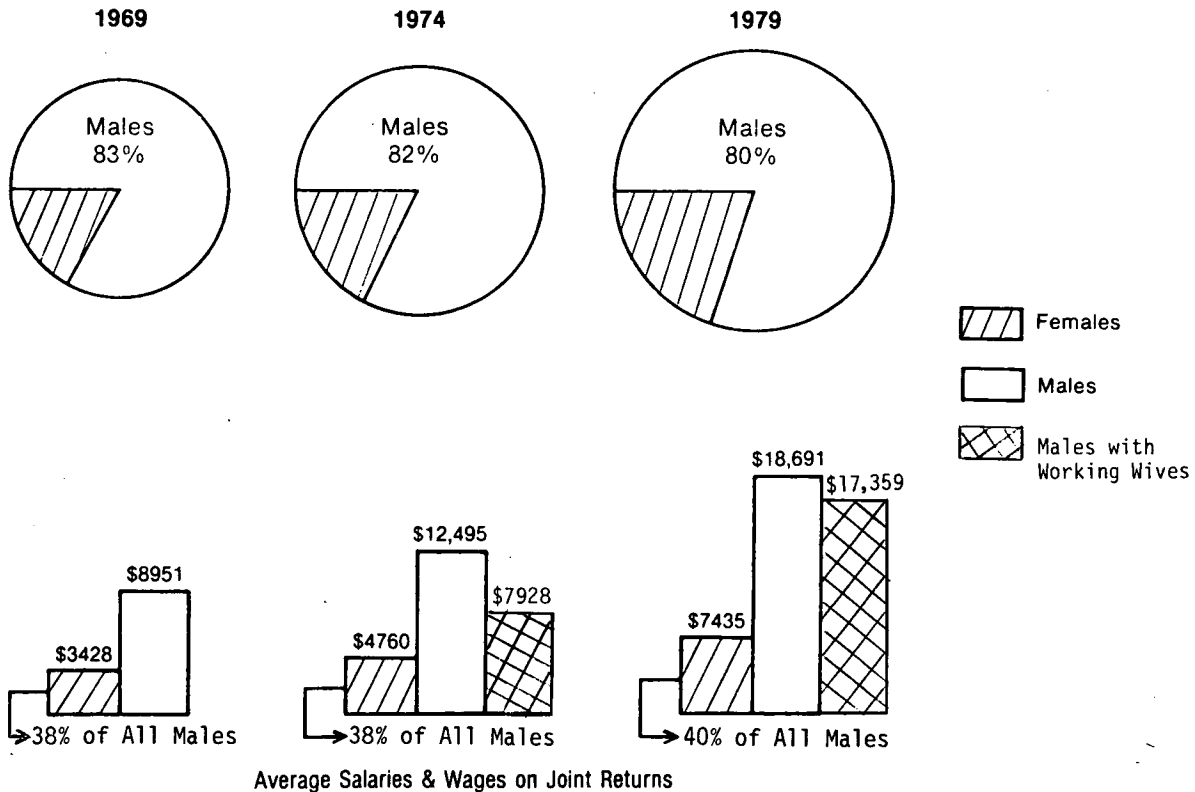 1969
1974
1979
Males
83%
Males
82%
Males
80%
Females
Males
Males with
Working Wives
$3428
$8951
38% of All Males
$4760
$12,495
$7928
38% of All Males
$7435
$18,691
$17,359
40% of All Males
Average Salaries & Wages on Joint Returns